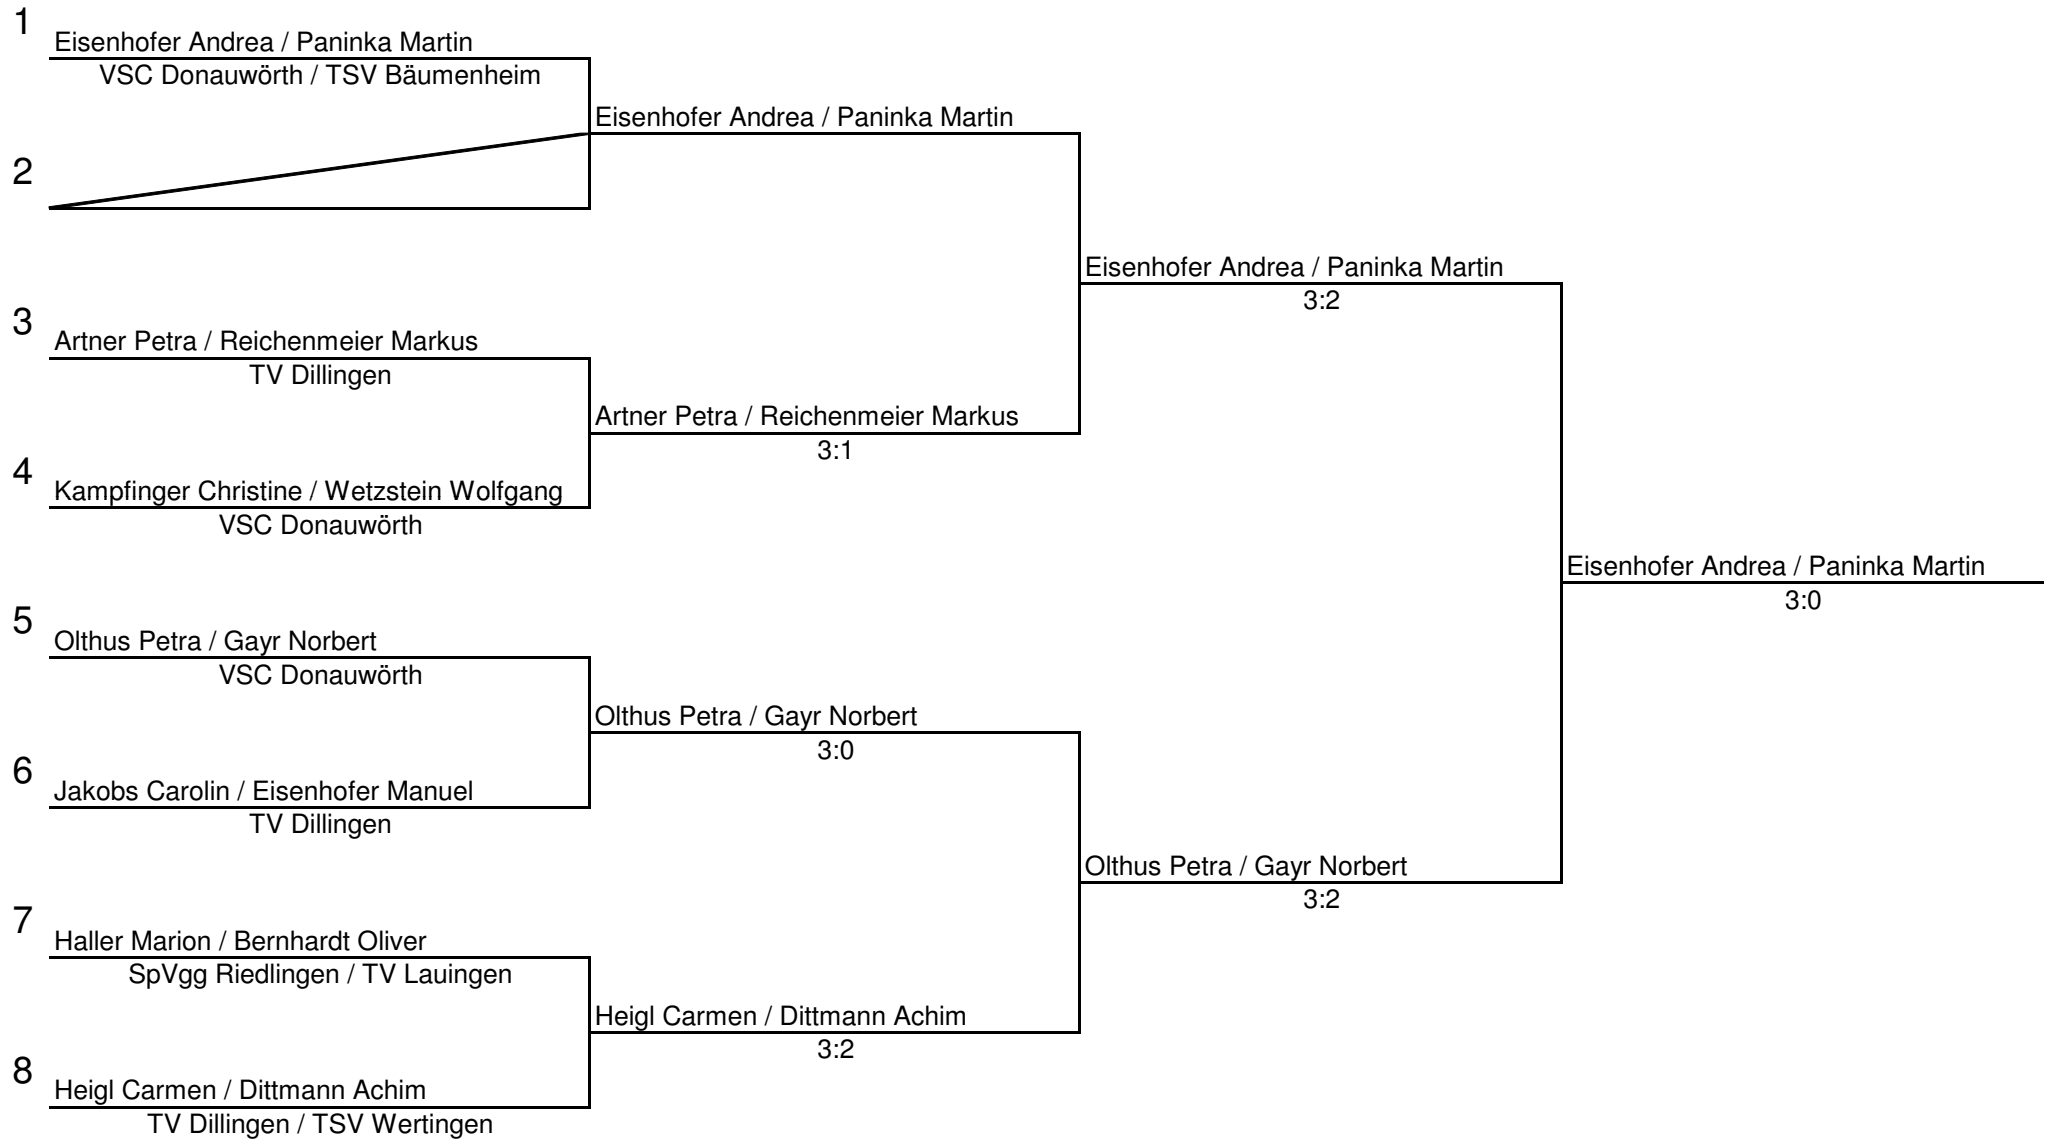 1
Eisenhofer Andrea / Paninka Martin
VSC Donauwörth / TSV Bäumenheim
Eisenhofer Andrea / Paninka Martin
2
Eisenhofer Andrea / Paninka Martin
3:2
3
Artner Petra / Reichenmeier Markus
TV Dillingen
Artner Petra / Reichenmeier Markus
3:1
4
Kampfinger Christine / Wetzstein Wolfgang
VSC Donauwörth
Eisenhofer Andrea / Paninka Martin
3:0
5
Olthus Petra / Gayr Norbert
VSC Donauwörth
Olthus Petra / Gayr Norbert
3:0
6
Jakobs Carolin / Eisenhofer Manuel
TV Dillingen
Olthus Petra / Gayr Norbert
3:2
7
Haller Marion / Bernhardt Oliver
SpVgg Riedlingen / TV Lauingen
Heigl Carmen / Dittmann Achim
3:2
8
Heigl Carmen / Dittmann Achim
TV Dillingen / TSV Wertingen